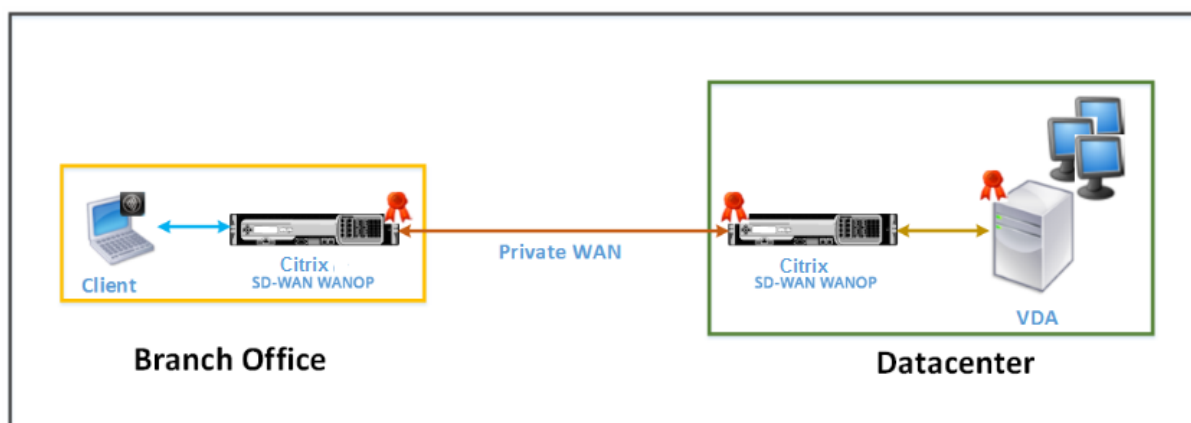 Client
Citrix
SD-WAN WANOP
Private WAN
Citrix
SD-WAN WANOP
VDA
Branch Office
Datacenter